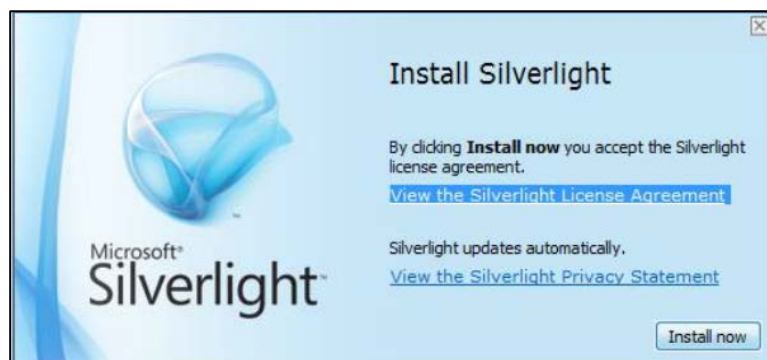 Install Silverlight
By clicking Install now you accept the Silverlight
license agreement.
View the Silverlight License Agreement
Microsoft®
Silverlight™
Silverlight updates automatically.
View the Silverlight Privacy Statement
Install now